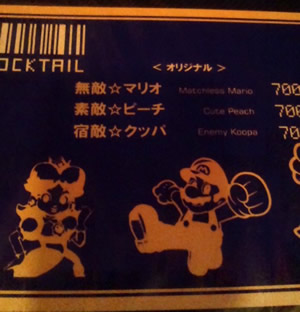 OCKTAIL
< オリジナル >
無敵☆マリオ Matchless Mario 700
素敵☆ピーチ Cute Peach 700
宿敵☆クッパ Enemy Koopa 700